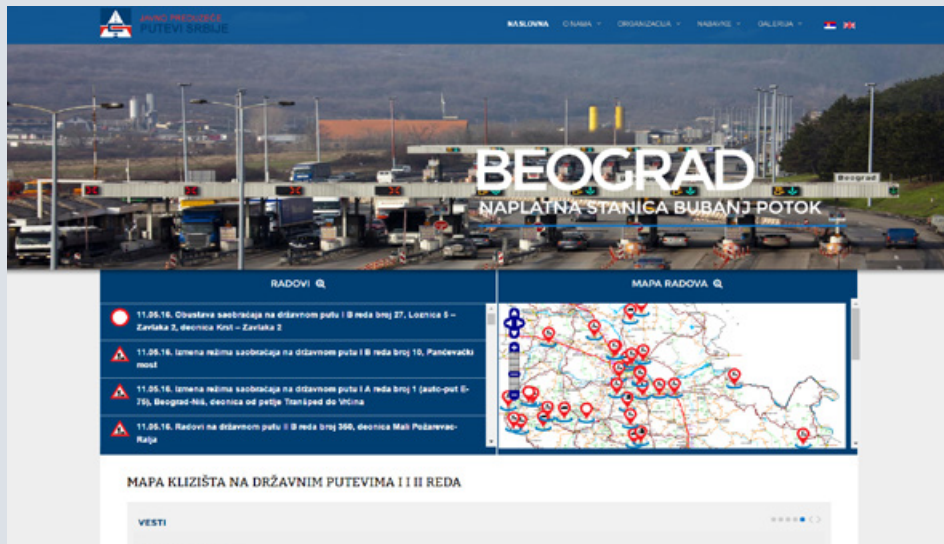 JAVNO PREDUZEĆE
PUTEVI SRBIJE
NASLOVNA O NAMA ORGANIZACIJA NABAVKE GALERIJA
Beograd
BEOGRAD
NAPLATNA STANICA BUBANJ POTOK
RADOVI
MAPA RADOVA
11.05.16. Obustava saobraćaja na državnom putu I B reda broj 27, Loznica 5 –
Zavlaka 2, deonica Krst – Zavlaka 2
11.05.16. Izmena režima saobraćaja na državnom putu I B reda broj 10, Pančevački
most
11.05.16. Izmena režima saobraćaja na državnom putu I A reda broj 1 (auto-put E-
75), Beograd-Niš, deonica od petlje Tranšped do Vrčina
11.05.16. Radovi na državnom putu II B reda broj 360, deonica Mali Požarevac-
Ralja
MAPA KLIZIŠTA NA DRŽAVNIM PUTEVIMA I I II REDA
VESTI